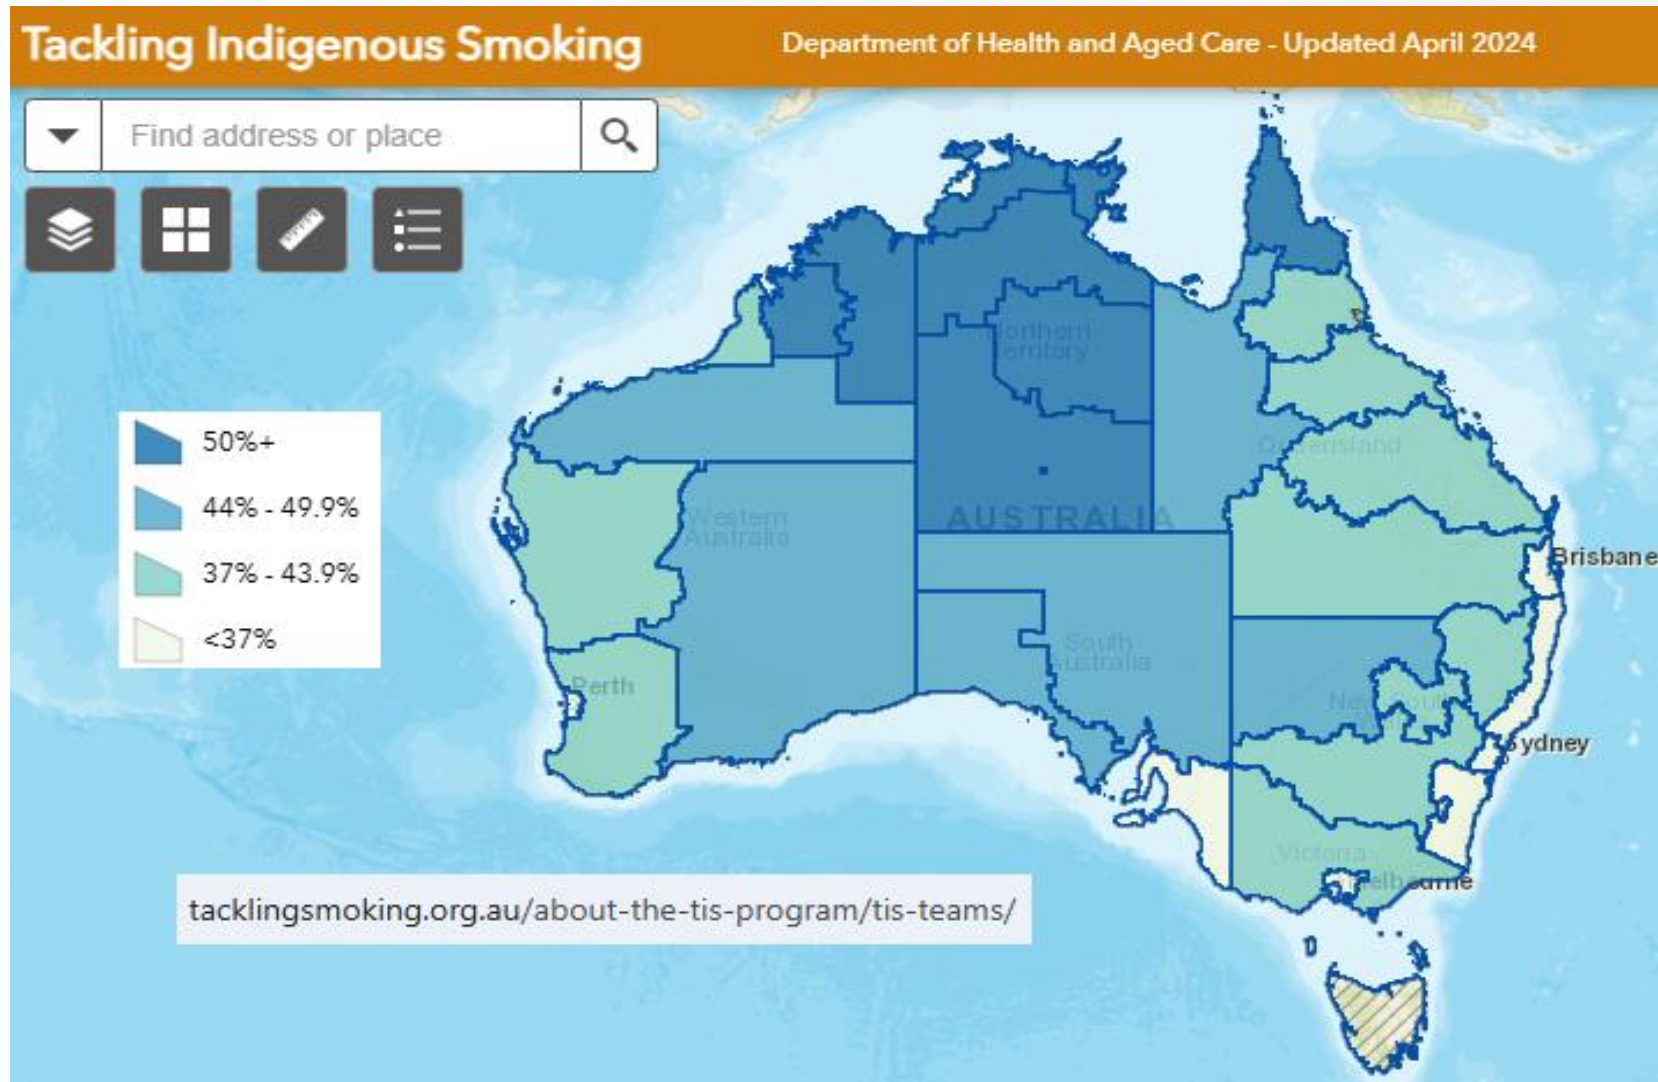 Tackling Indigenous Smoking
Department of Health and Aged Care - Updated April 2024
Find address or place
Northern
Territory
50%+
44% - 49.9%
37% - 43.9%
<37%
Queensland
Western
Australia
AUSTRALIA
Brisbane
South
Australia
Perth
Sydney
Victoria
Melbourne
tacklingsmoking.org.au/about-the-tis-program/tis-teams/